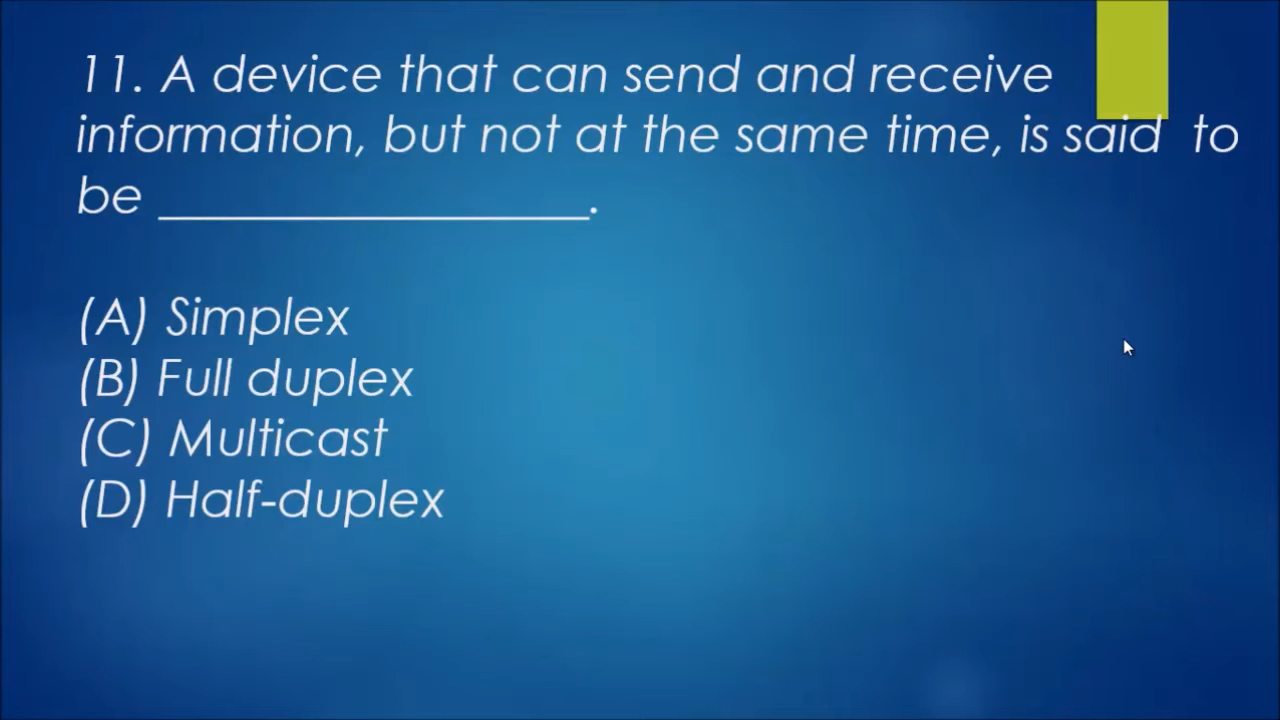 11. A device that can send and receive
information, but not at the same time, is said  to
be _________________.
(A) Simplex
(B) Full duplex
(C) Multicast
(D) Half-duplex